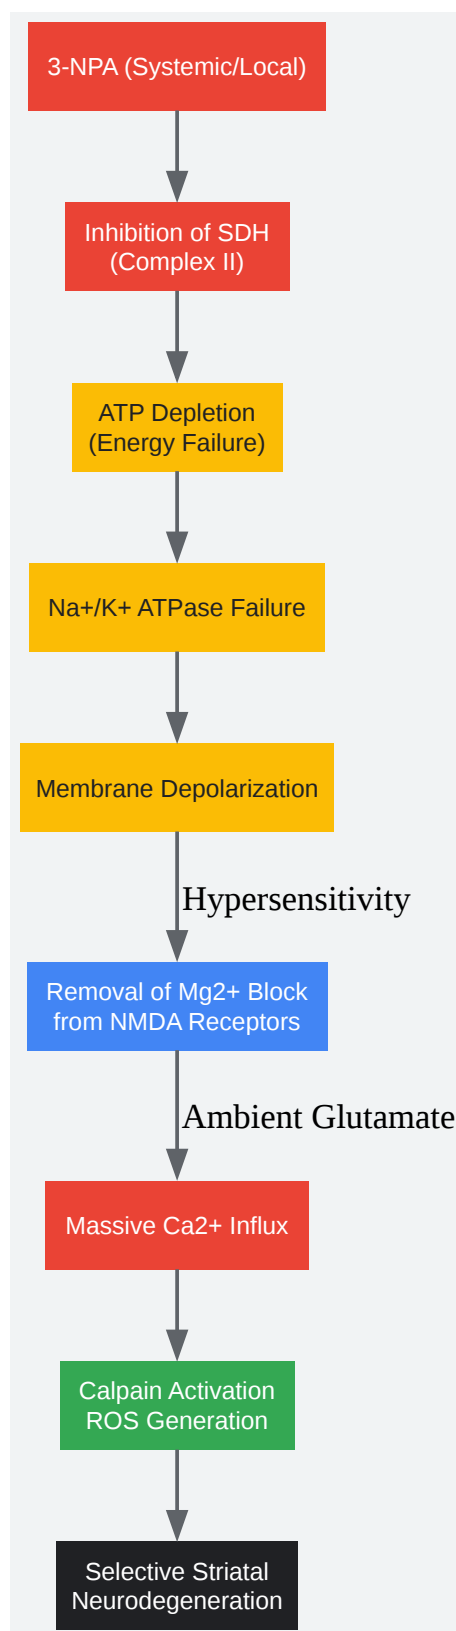 3-NPA (Systemic/Local)
Inhibition of SDH
(Complex II)
ATP Depletion
(Energy Failure)
Na+/K+ ATPase Failure
Membrane Depolarization
Hypersensitivity
Removal of Mg2+ Block
from NMDA Receptors
Ambient Glutamate
Massive Ca2+ Influx
Calpain Activation
ROS Generation
Selective Striatal
Neurodegeneration